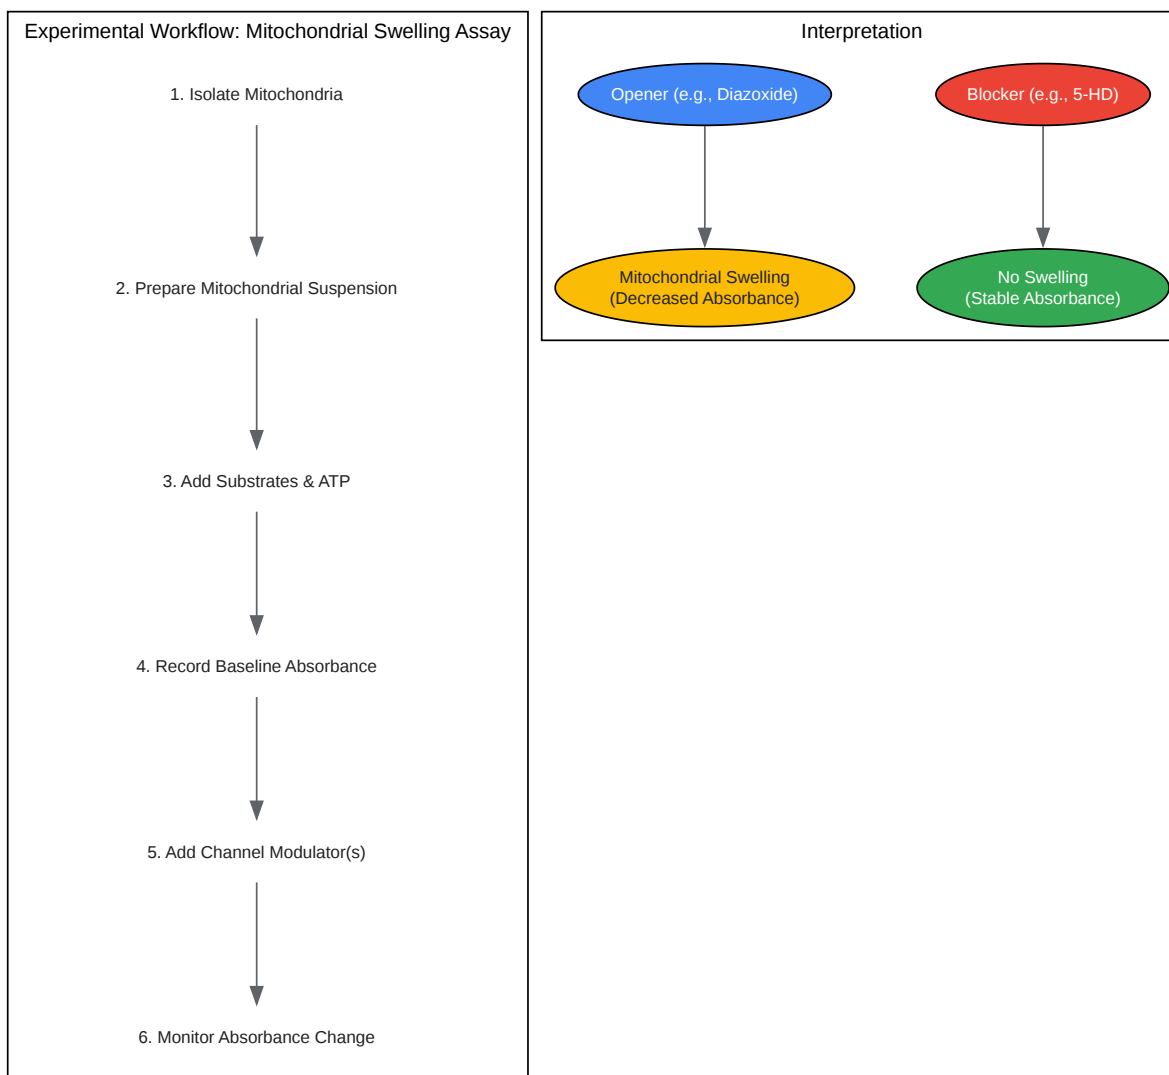 Experimental Workflow: Mitochondrial Swelling Assay
1. Isolate Mitochondria
2. Prepare Mitochondrial Suspension
3. Add Substrates & ATP
4. Record Baseline Absorbance
5. Add Channel Modulator(s)
6. Monitor Absorbance Change
Interpretation
Opener (e.g., Diazoxide)
Mitochondrial Swelling
(Decreased Absorbance)
Blocker (e.g., 5-HD)
No Swelling
(Stable Absorbance)